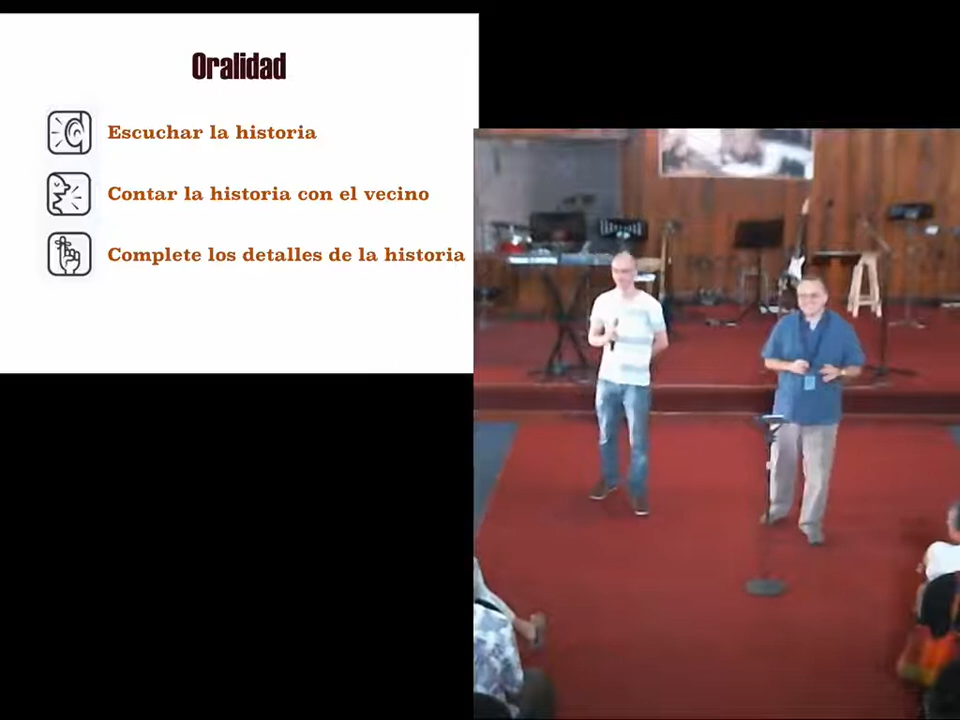 Oralidad
Escuchar la historia
Contar la historia con el vecino
Complete los detalles de la historia